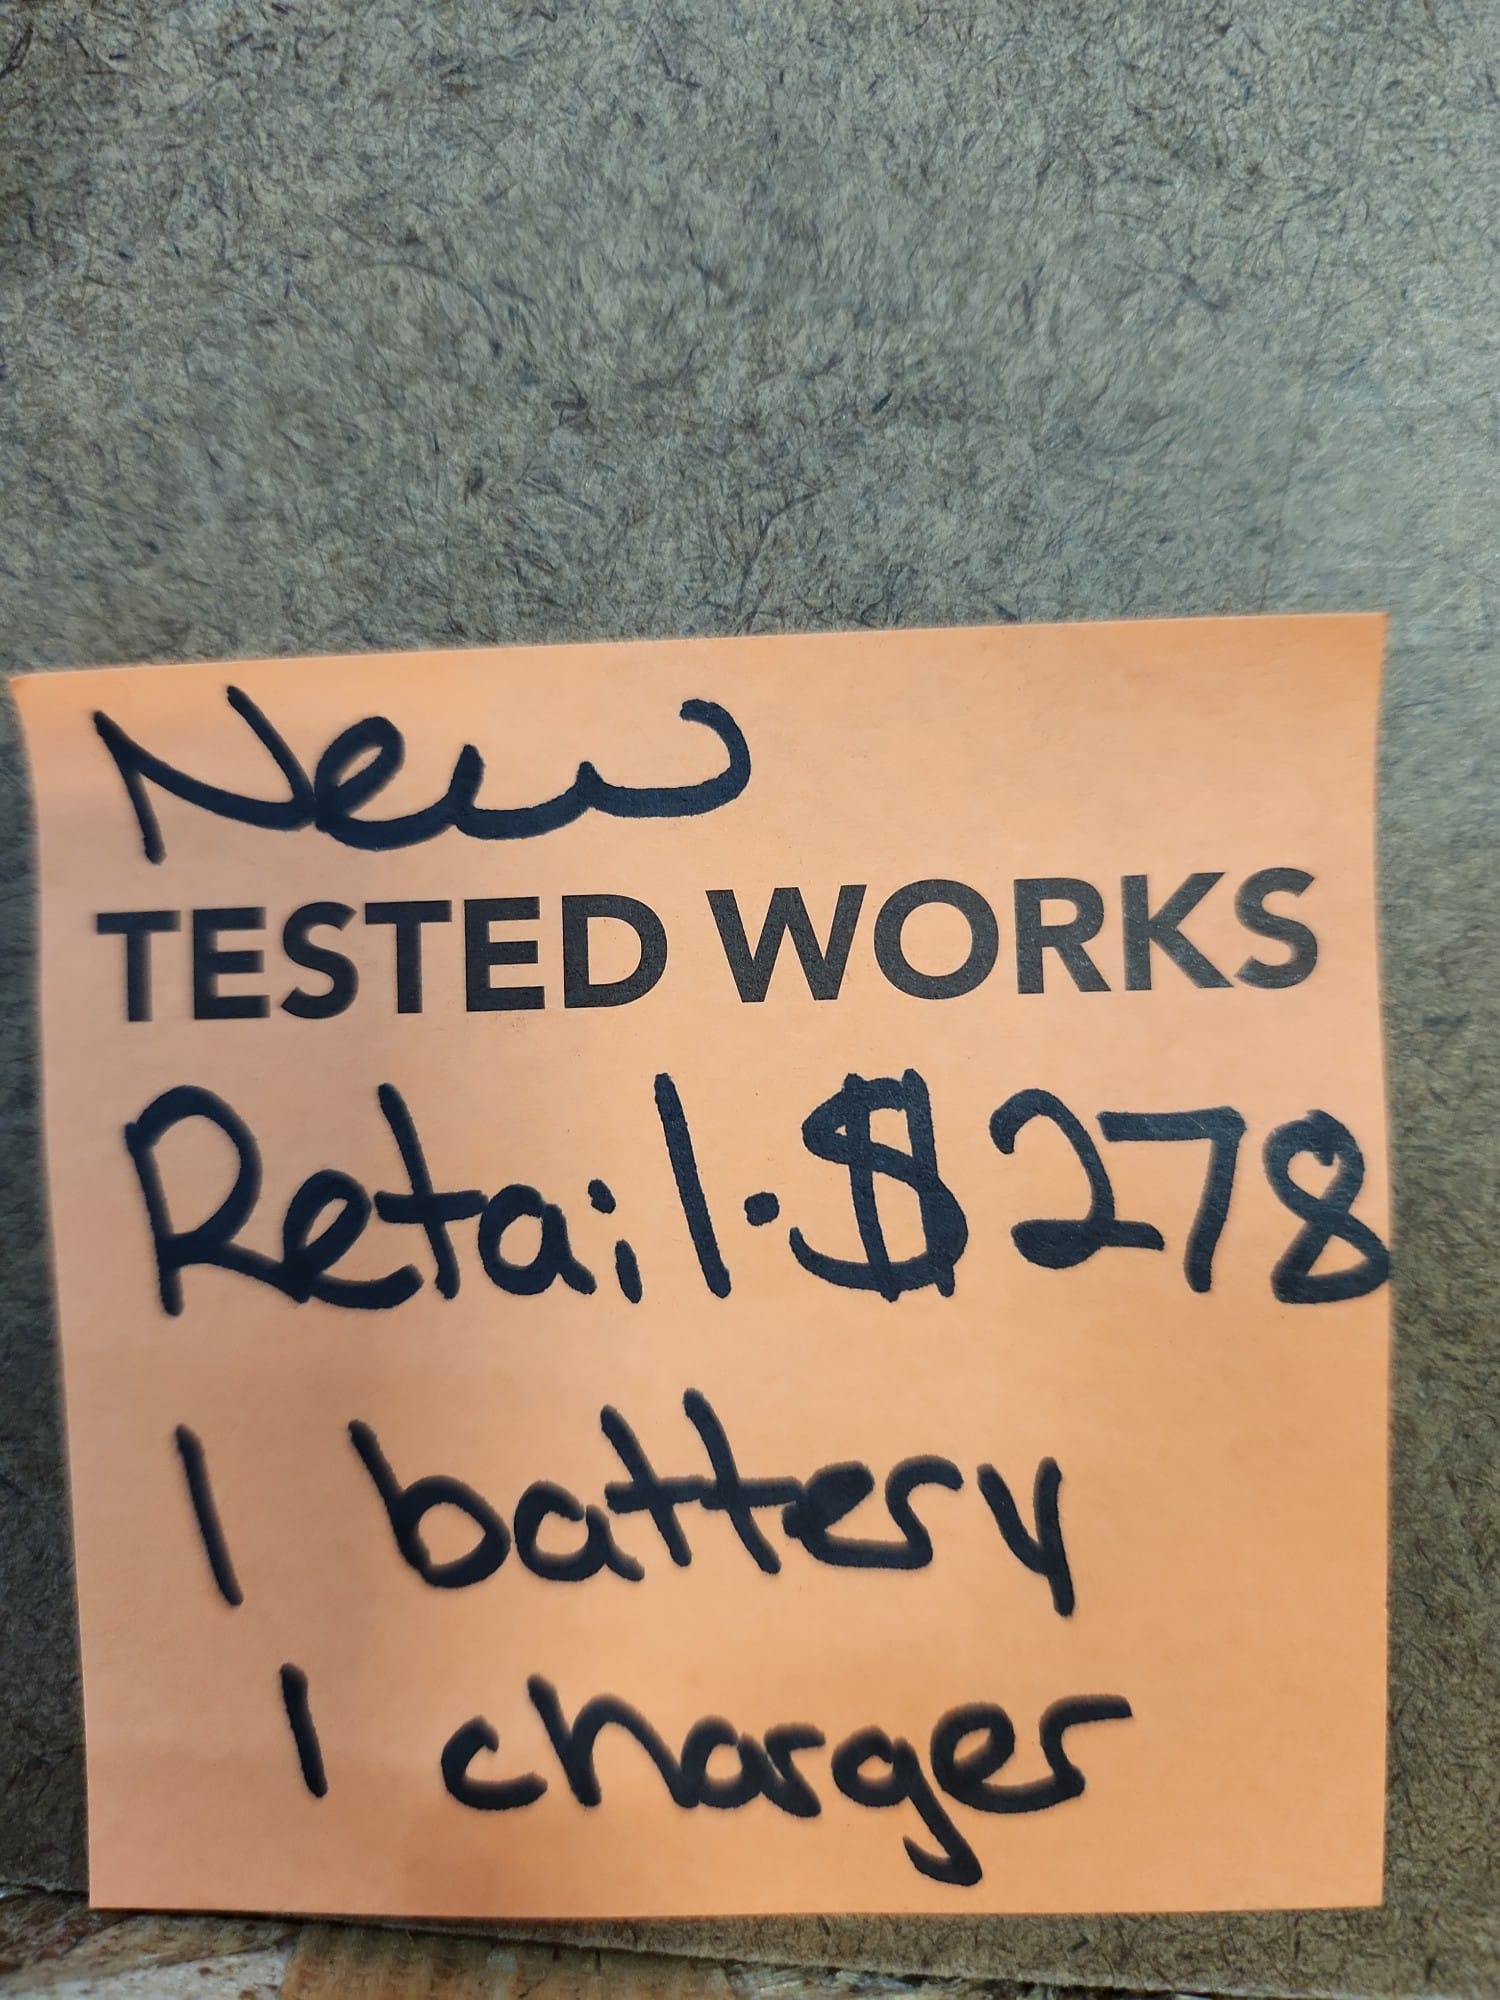 New
TESTED WORKS
Retail. $278
1 battery
1 charger